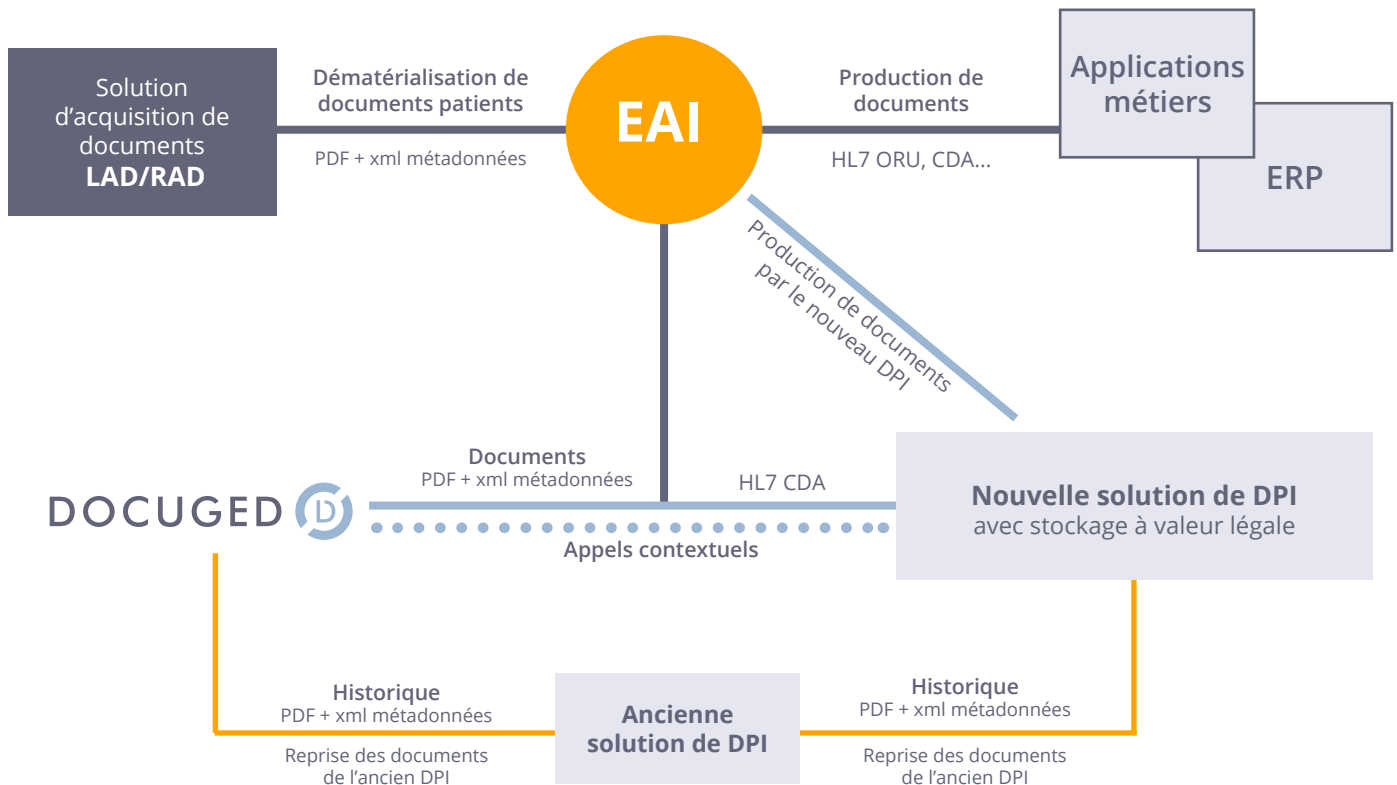 Solution
d'acquisition de
documents
LAD/RAD
Dématérialisation de
documents patients
PDF + xml métadonnées
EAI
Production de
documents
HL7 ORU, CDA...
Applications
métiers
ERP
Production de documents
par le nouveau DPI
DOCUGED D
Documents
PDF + xml métadonnées
HL7 CDA
Appels contextuels
Nouvelle solution de DPI
avec stockage à valeur légale
Historique
PDF + xml métadonnées
Reprise des documents
de l'ancien DPI
Ancienne
solution de DPI
Historique
PDF + xml métadonnées
Reprise des documents
de l'ancien DPI